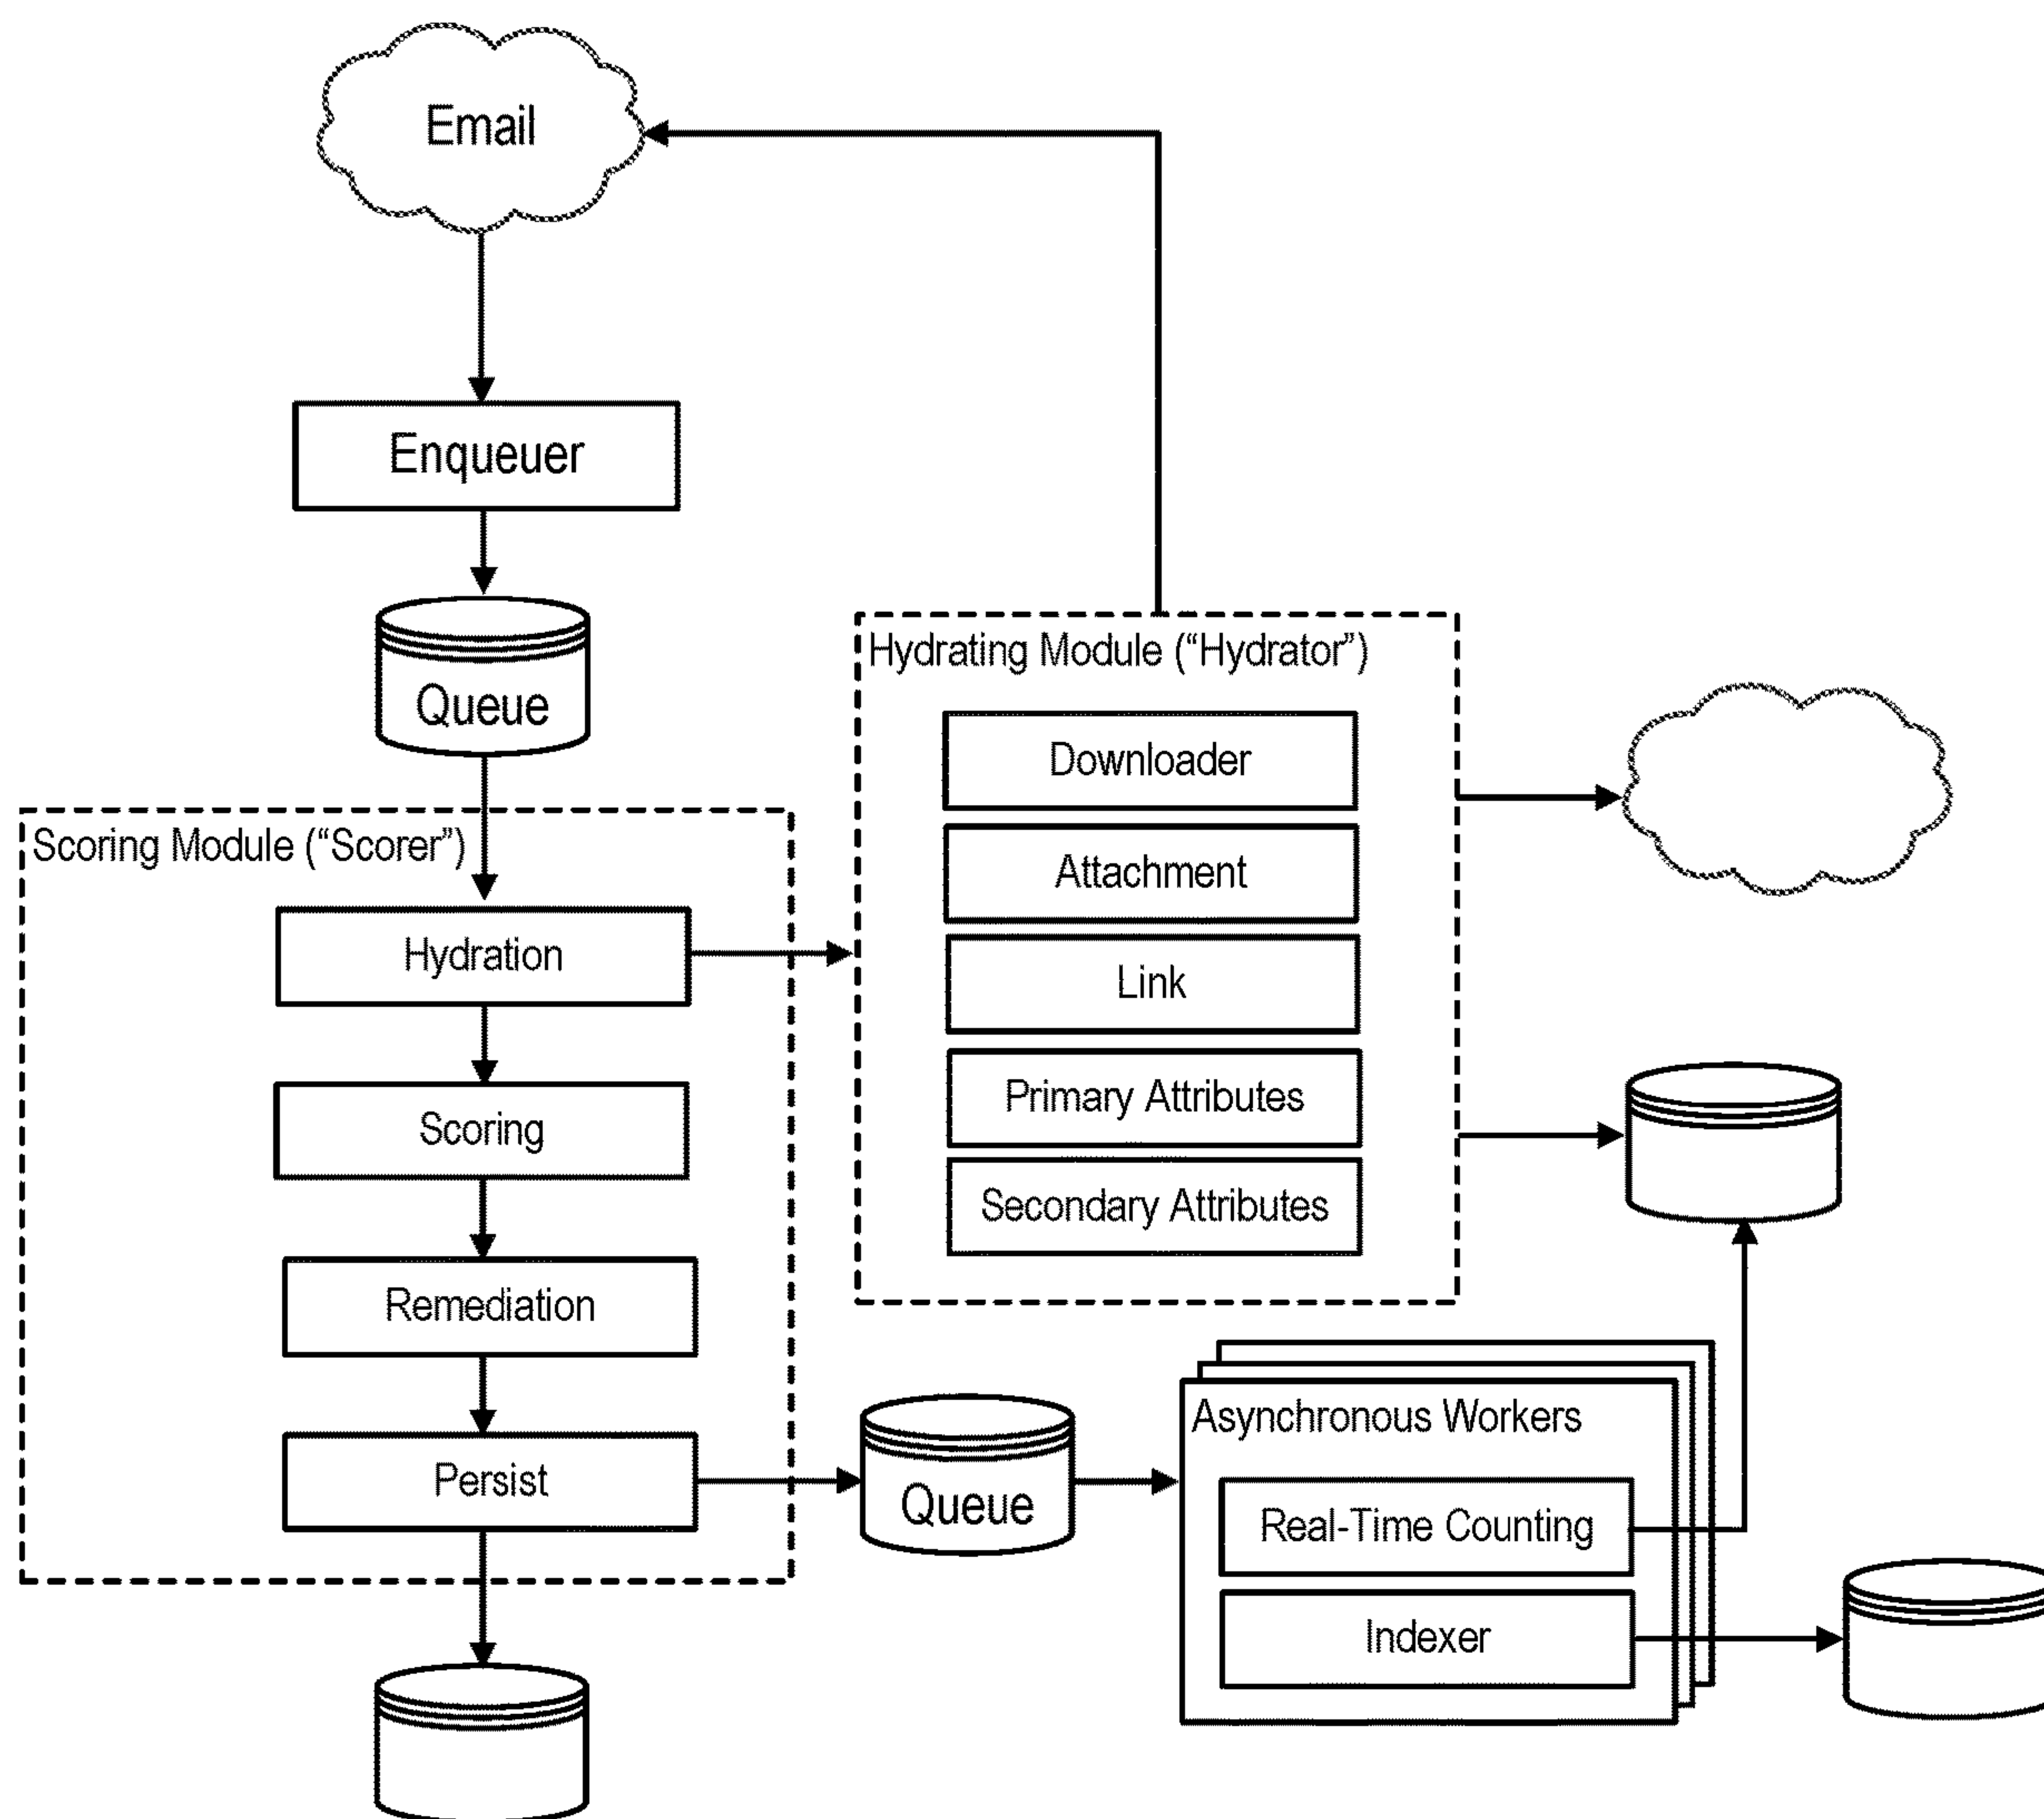 Email
Enqueuer
Queue
Hydrating Module (“Hydrator”)
Downloader
Attachment
Link
Primary Attributes
Secondary Attributes
Scoring Module (“Scorer”)
Hydration
Scoring
Remediation
Persist
Queue
Asynchronous Workers
Real-Time Counting
Indexer